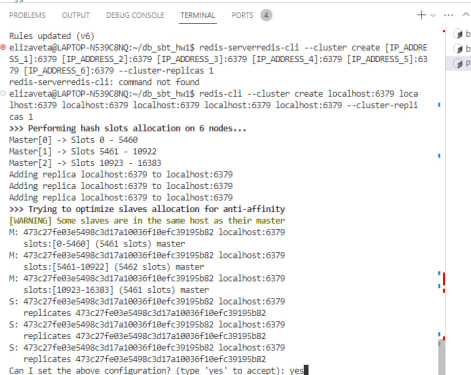 PROBLEMS OUTPUT DEBUG CONSOLE TERMINAL PORTS 4
Rules updated (v6)
elizaveta@LAPTOP-N539C8NQ:~/db_sbt_hw1$ redis-serverredis-cli --cluster create [IP_ADDRE
SS_1]:6379 [IP_ADDRESS_2]:6379 [IP_ADDRESS_3]:6379 [IP_ADDRESS_4]:6379 [IP_ADDRESS_5]:63
79 [IP_ADDRESS_6]:6379 --cluster-replicas 1
redis-serverredis-cli: command not found
elizaveta@LAPTOP-N539C8NQ:~/db_sbt_hw1$ redis-cli --cluster create localhost:6379 loca
lhost:6379 localhost:6379 localhost:6379 localhost:6379 localhost:6379 --cluster-repli
cas 1
>>> Performing hash slots allocation on 6 nodes...
Master[0] -> Slots 0 - 5460
Master[1] -> Slots 5461 - 10922
Master[2] -> Slots 10923 - 16383
Adding replica localhost:6379 to localhost:6379
Adding replica localhost:6379 to localhost:6379
Adding replica localhost:6379 to localhost:6379
>>> Trying to optimize slaves allocation for anti-affinity
[WARNING] Some slaves are in the same host as their master
M: 473c27fe03e5498c3d17a10036f10efc39195b82 localhost:6379
slots:[0-5460] (5461 slots) master
M: 473c27fe03e5498c3d17a10036f10efc39195b82 localhost:6379
slots:[5461-10922] (5462 slots) master
M: 473c27fe03e5498c3d17a10036f10efc39195b82 localhost:6379
slots:[10923-16383] (5461 slots) master
S: 473c27fe03e5498c3d17a10036f10efc39195b82 localhost:6379
replicates 473c27fe03e5498c3d17a10036f10efc39195b82
S: 473c27fe03e5498c3d17a10036f10efc39195b82 localhost:6379
replicates 473c27fe03e5498c3d17a10036f10efc39195b82
S: 473c27fe03e5498c3d17a10036f10efc39195b82 localhost:6379
replicates 473c27fe03e5498c3d17a10036f10efc39195b82
Can I set the above configuration? (type 'yes' to accept): yes
b
b
P